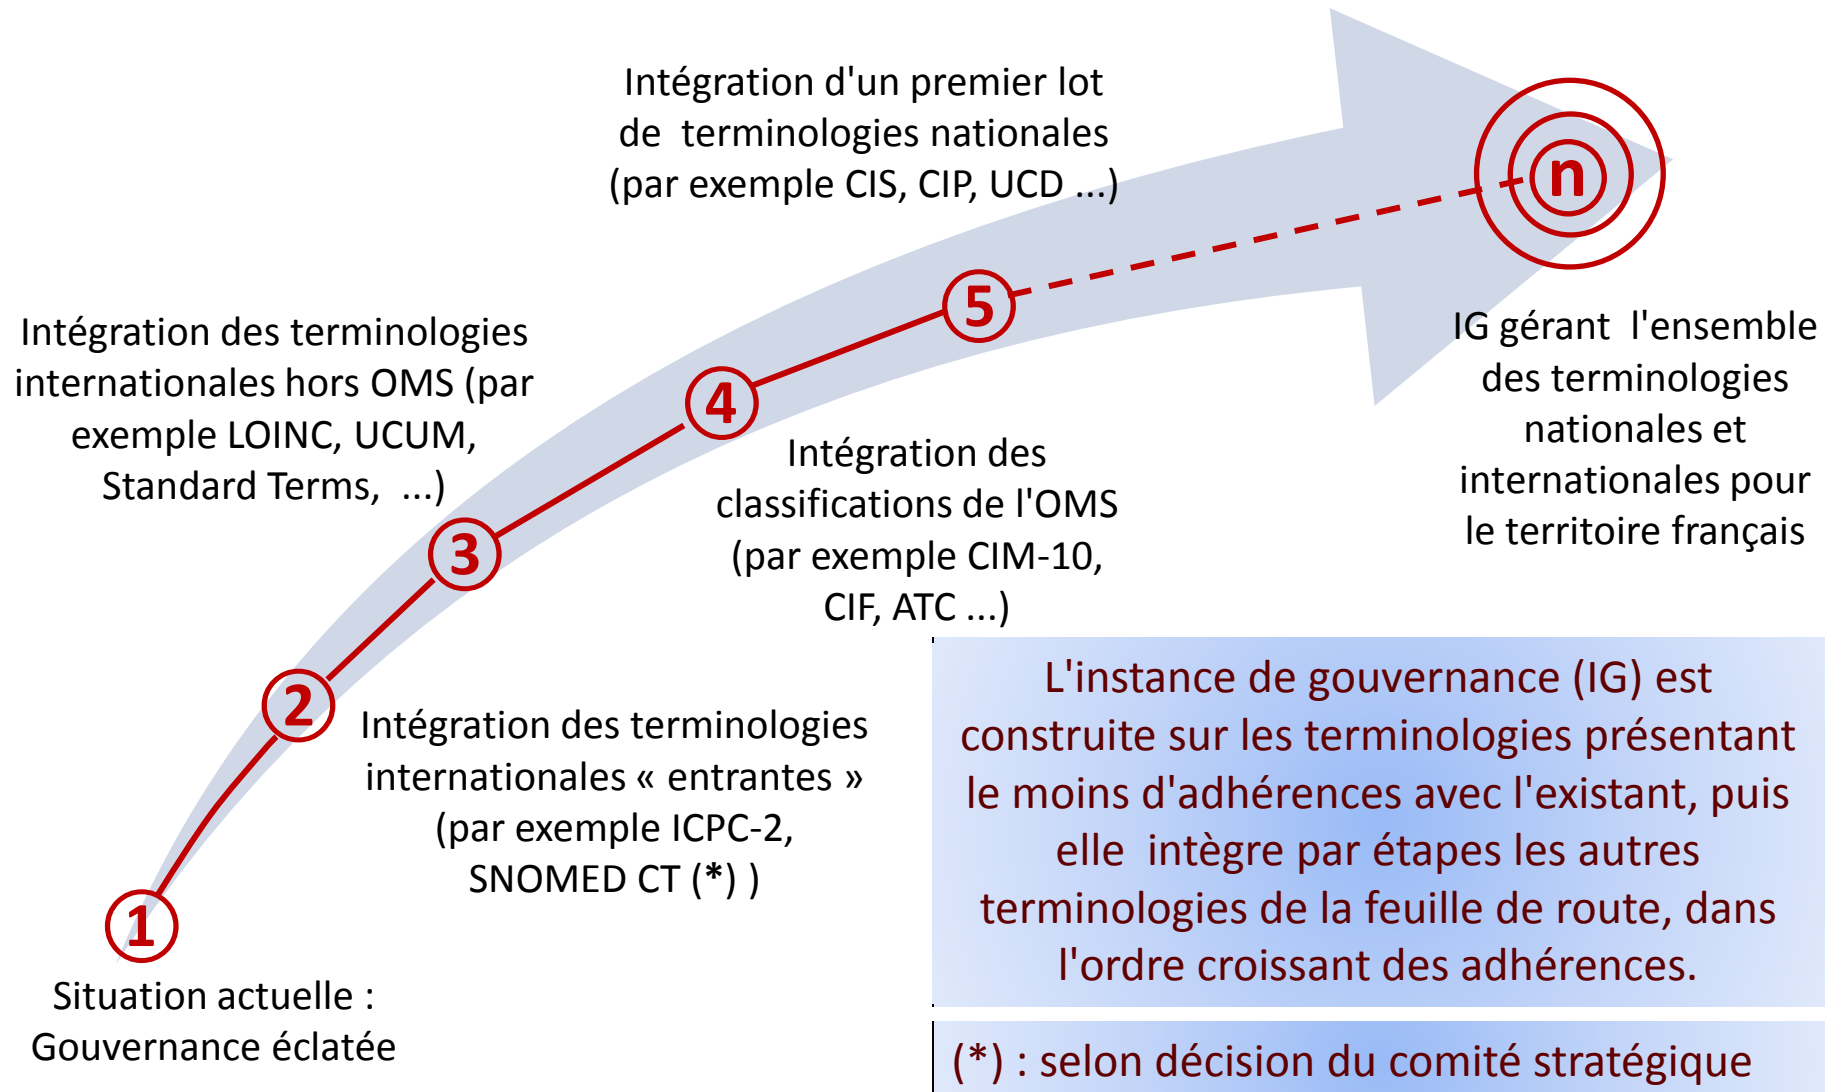 Intégration d'un premier lot
de terminologies nationales
(par exemple CIS, CIP, UCD ...)
n
5
IG gérant l'ensemble
des terminologies
nationales et
internationales pour
le territoire français
Intégration des terminologies
internationales hors OMS (par
exemple LOINC, UCUM,
Standard Terms, ...)
4
Intégration des
classifications de l'OMS
(par exemple CIM-10,
CIF, ATC ...)
3
2
Intégration des terminologies
internationales « entrantes »
(par exemple ICPC-2,
SNOMED CT (*) )
1
Situation actuelle :
Gouvernance éclatée
L'instance de gouvernance (IG) est
construite sur les terminologies présentant
le moins d'adhérences avec l'existant, puis
elle intègre par étapes les autres
terminologies de la feuille de route, dans
l'ordre croissant des adhérences.
(*) : selon décision du comité stratégique